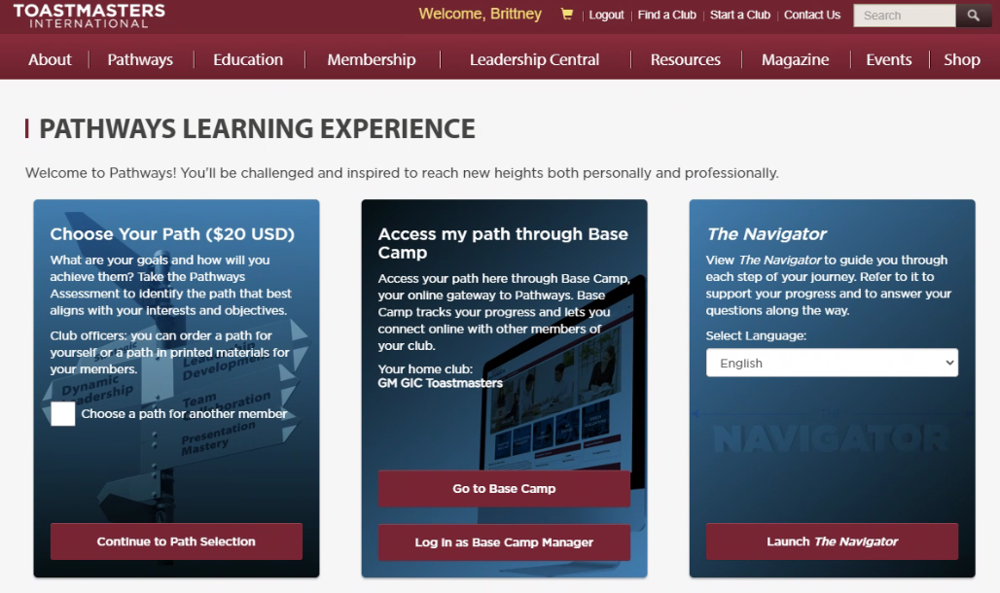 TOASTMASTERS
INTERNATIONAL
Welcome, Brittney
Logout | Find a Club | Start a Club | Contact Us
Search
About
Pathways
Education
Membership
Leadership Central
Resources
Magazine
Events
Shop
PATHWAYS LEARNING EXPERIENCE
Welcome to Pathways! You'll be challenged and inspired to reach new heights both personally and professionally.
Choose Your Path ($20 USD)
What are your goals and how will you
achieve them? Take the Pathways
Assessment to identify the path that best
aligns with your interests and objectives.
Club officers: you can order a path for
yourself or a path in printed materials for
your members.
Leadership
Development
Dynamic
Leadership
Team
Collaboration
Choose a path for another member
Presentation
Mastery
Continue to Path Selection
Access my path through Base
Camp
Access your path here through Base Camp,
your online gateway to Pathways. Base
Camp tracks your progress and lets you
connect online with other members of
your club.
Your home club:
GM GIC Toastmasters
Go to Base Camp
Log in as Base Camp Manager
The Navigator
View The Navigator to guide you through
each step of your journey. Refer to it to
support your progress and to answer your
questions along the way.
Select Language:
English
NAVIGATOR
Launch The Navigator